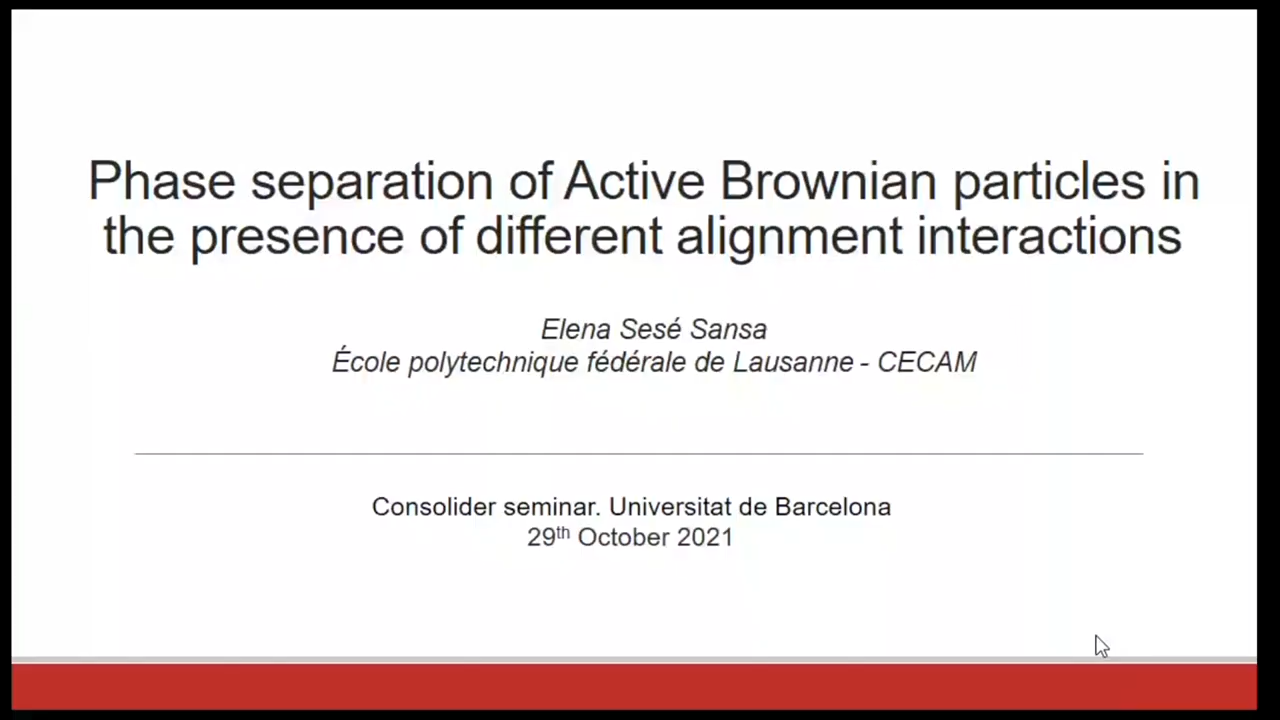 Phase separation of Active Brownian particles in
the presence of different alignment interactions
Elena Sesé Sansa
École polytechnique fédérale de Lausanne - CECAM
Consolider seminar. Universitat de Barcelona
29th October 2021